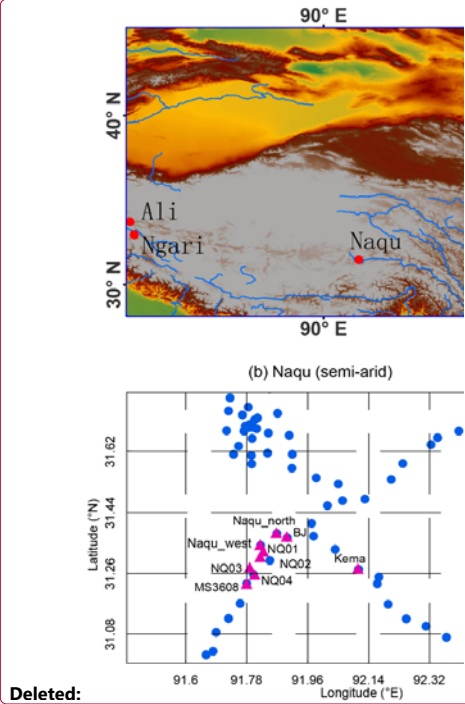 90° E
40° N
Ali
Ngari
Naqu
30° N
90° E
(b) Naqu (semi-arid)
31.62
31.44
Naqu_north
BJ
Naqu_west
NQ01
Kema
NQ02
31.26
NQ03
NQ04
MS3608
31.08
Latitude (°N)
91.6 91.78 91.96 92.14 92.32
Longitude (°E)
Deleted: